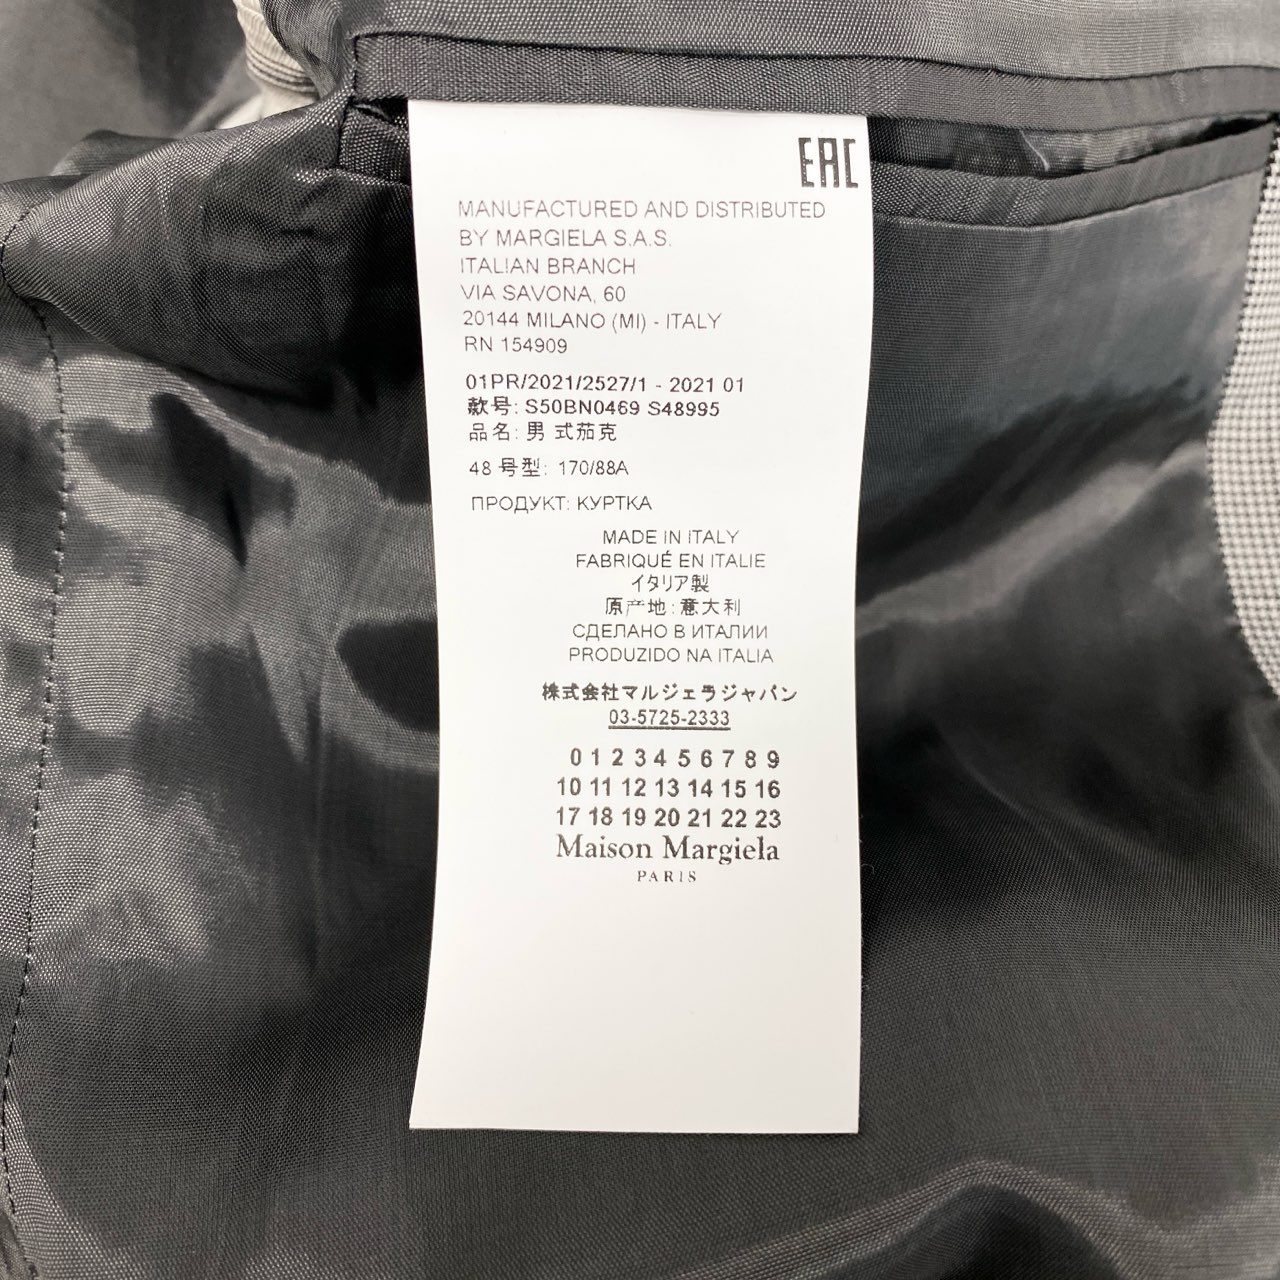 EAC
MANUFACTURED AND DISTRIBUTED
BY MARGIELA S.A.S.
ITALIAN BRANCH
VIA SAVONA, 60
20144 MILANO (MI) - ITALY
RN 154909
01PR/2021/2527/1 - 2021 01
款号: S50BN0469 S48995
品名: 男 式茄克
48 号型: 170/88A
ПРОДУКТ: КУРТКА
MADE IN ITALY
FABRIQUÉ EN ITALIE
イタリア製
原产地: 意大利
СДЕЛАНО В ИТАЛИИ
PRODUZIDO NA ITALIA
株式会社マルジェラジャパン
03-5725-2333
0 1 2 3 4 5 6 7 8 9
10 11 12 13 14 15 16
17 18 19 20 21 22 23
Maison Margiela
PARIS